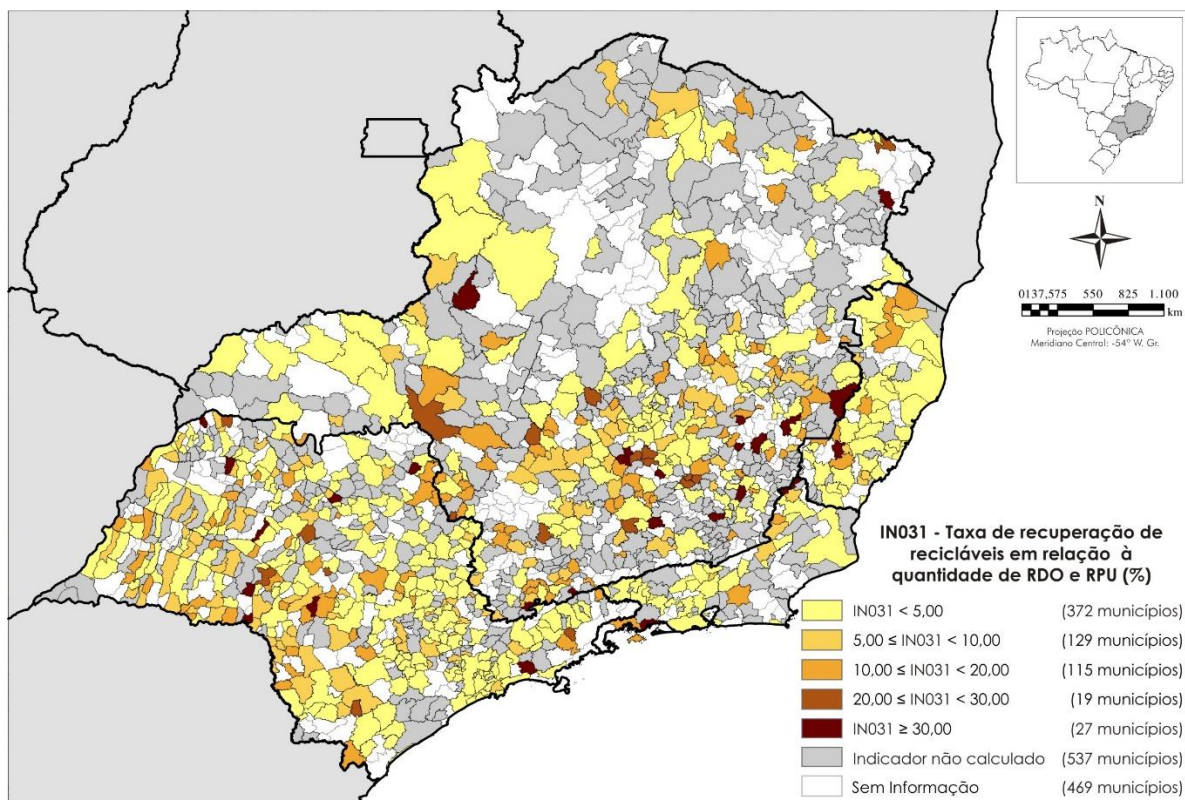 N
0137,575 550 825 1.100
km
Projeção POLICÔNICA
Meridiano Central: -54° W. Gr.
IN031 - Taxa de recuperação de
recicláveis em relação à
quantidade de RDO e RPU (%)
IN031 < 5,00 (372 municípios)
5,00 ≤ IN031 < 10,00 (129 municípios)
10,00 ≤ IN031 < 20,00 (115 municípios)
20,00 ≤ IN031 < 30,00 (19 municípios)
IN031 ≥ 30,00 (27 municípios)
Indicador não calculado (537 municípios)
Sem Informação (469 municípios)